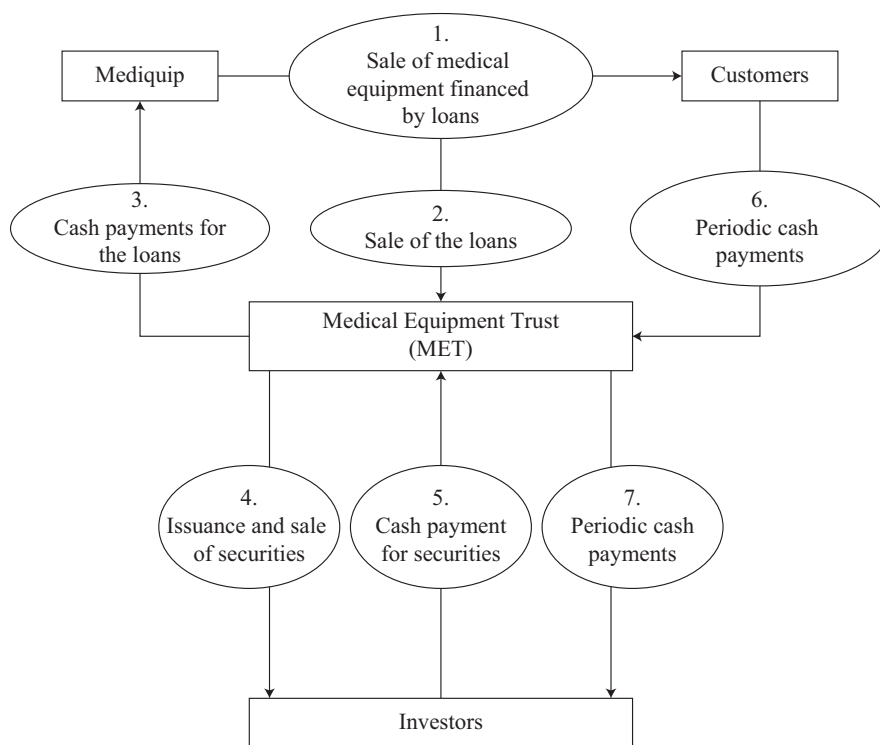 1.
Sale of medical
equipment financed
by loans
Mediquip
Customers
3.
Cash payments for
the loans
2.
Sale of the loans
6.
Periodic cash
payments
Medical Equipment Trust
(MET)
4.
Issuance and sale
of securities
5.
Cash payment
for securities
7.
Periodic cash
payments
Investors